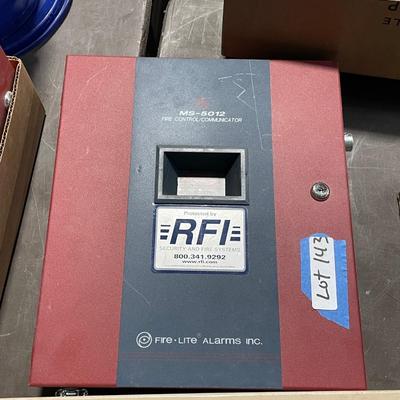 MS-5012
FIRE CONTROL/COMMUNICATOR
Protected by
RFI
SECURITY AND FIRE SYSTEMS
800.341.9292
www.rfi.com
Lot 143
FIRE•LITE® ALARMS INC.